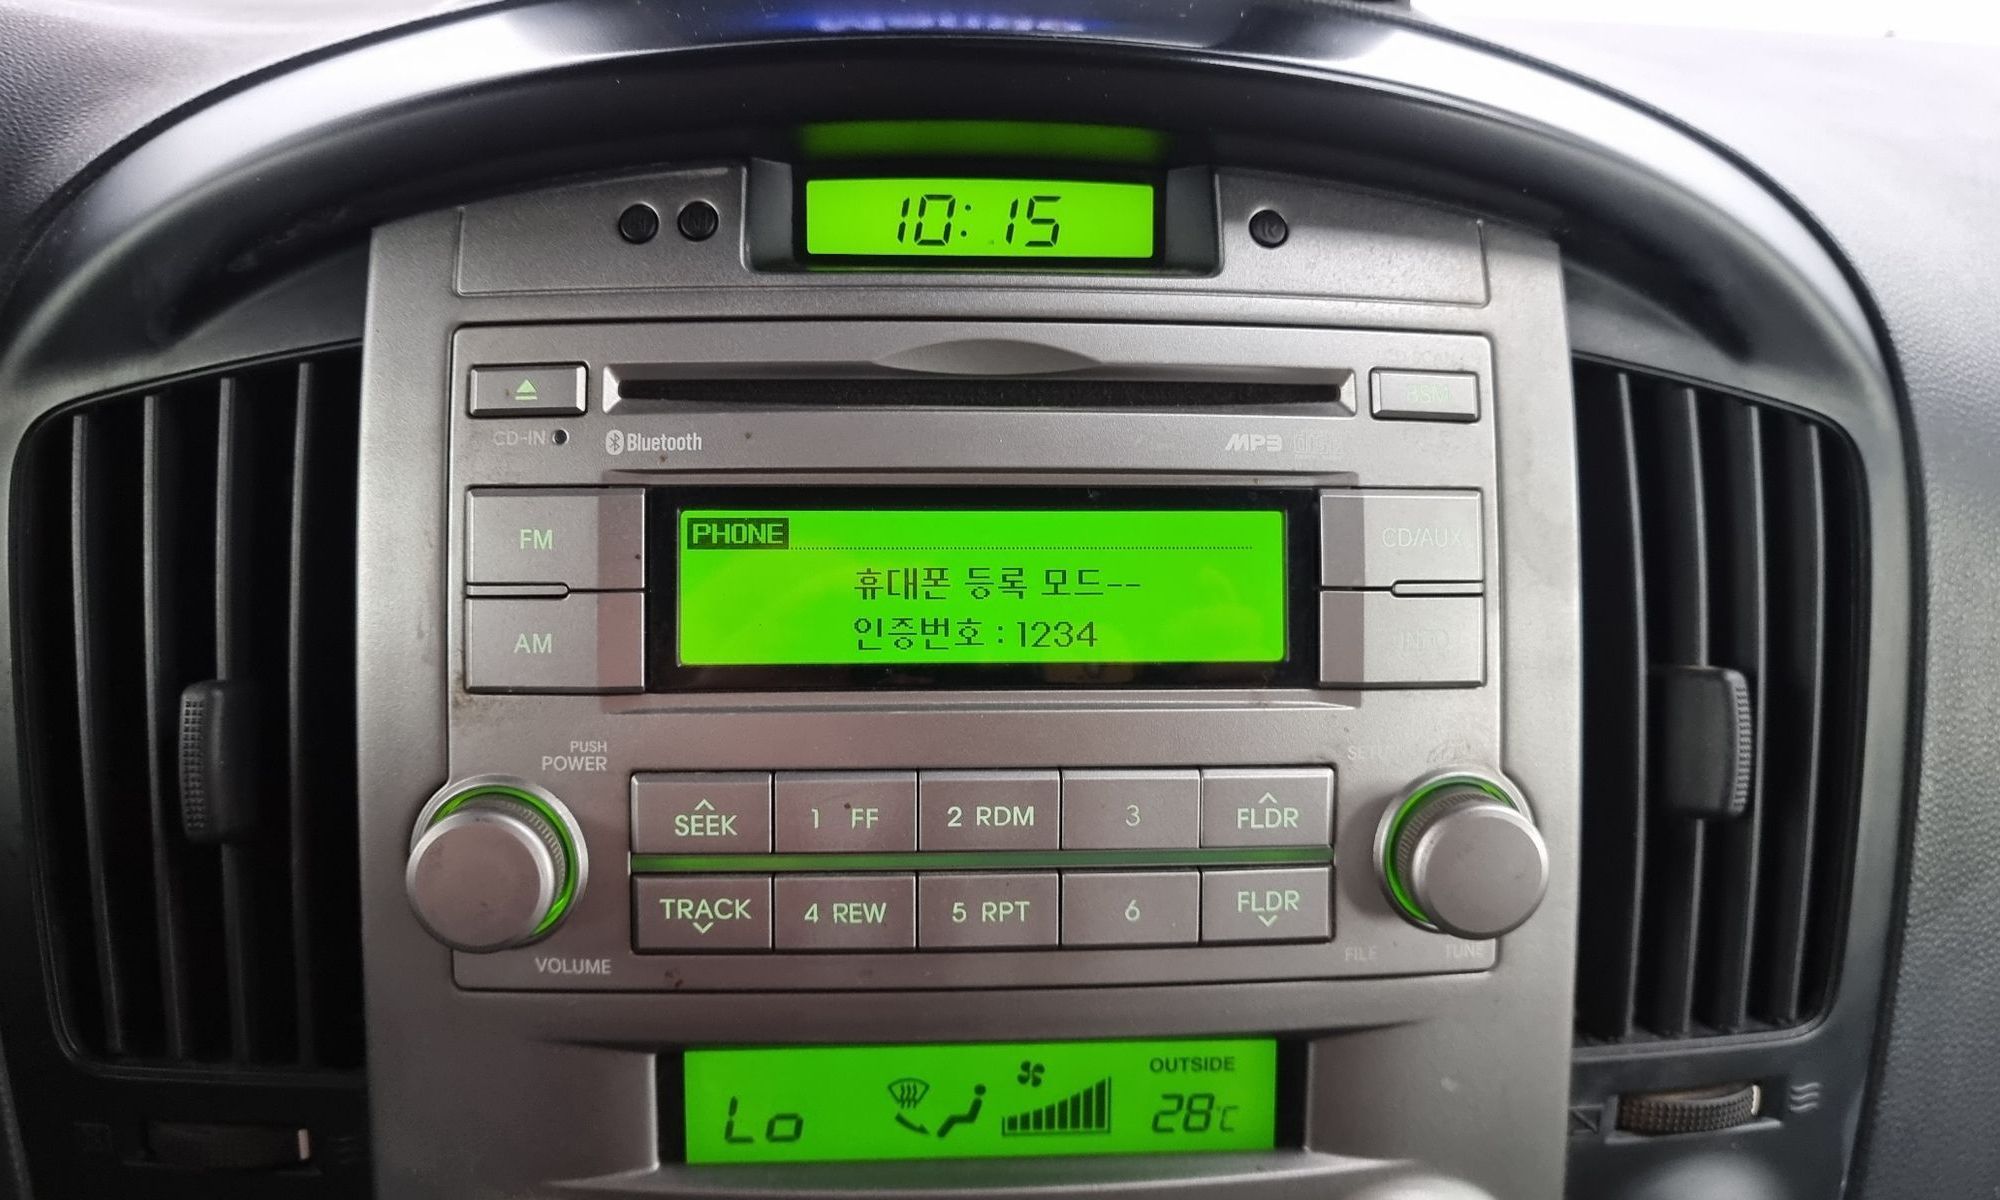 10:15
BSM
CD-IN
Bluetooth
MP3
FM
CD/AUX
PHONE
휴대폰 등록 모드--
인증번호 : 1234
AM
PUSH
POWER
SEEK
1 FF
2 RDM
3
FLDR
TRACK
4 REW
5 RPT
6
FLDR
VOLUME
FILE
TUNE
OUTSIDE
Lo
28°C